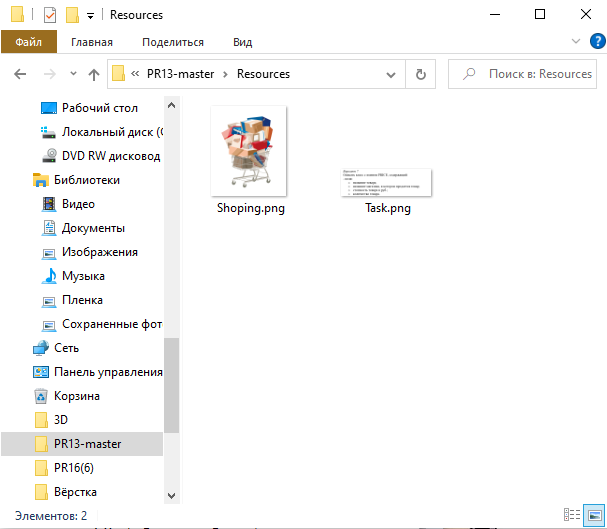 Resources
Файл
Главная
Поделиться
Вид
PR13-master
Resources
Поиск в: Resources
Рабочий стол
Локальный диск (C
DVD RW дисковод
Библиотеки
Видео
Документы
Изображения
Музыка
Пленка
Сохраненные фот
Сеть
Панель управления
Корзина
3D
PR13-master
PR16(6)
Вёрстка
Shoping.png
Task.png
Элементов: 2